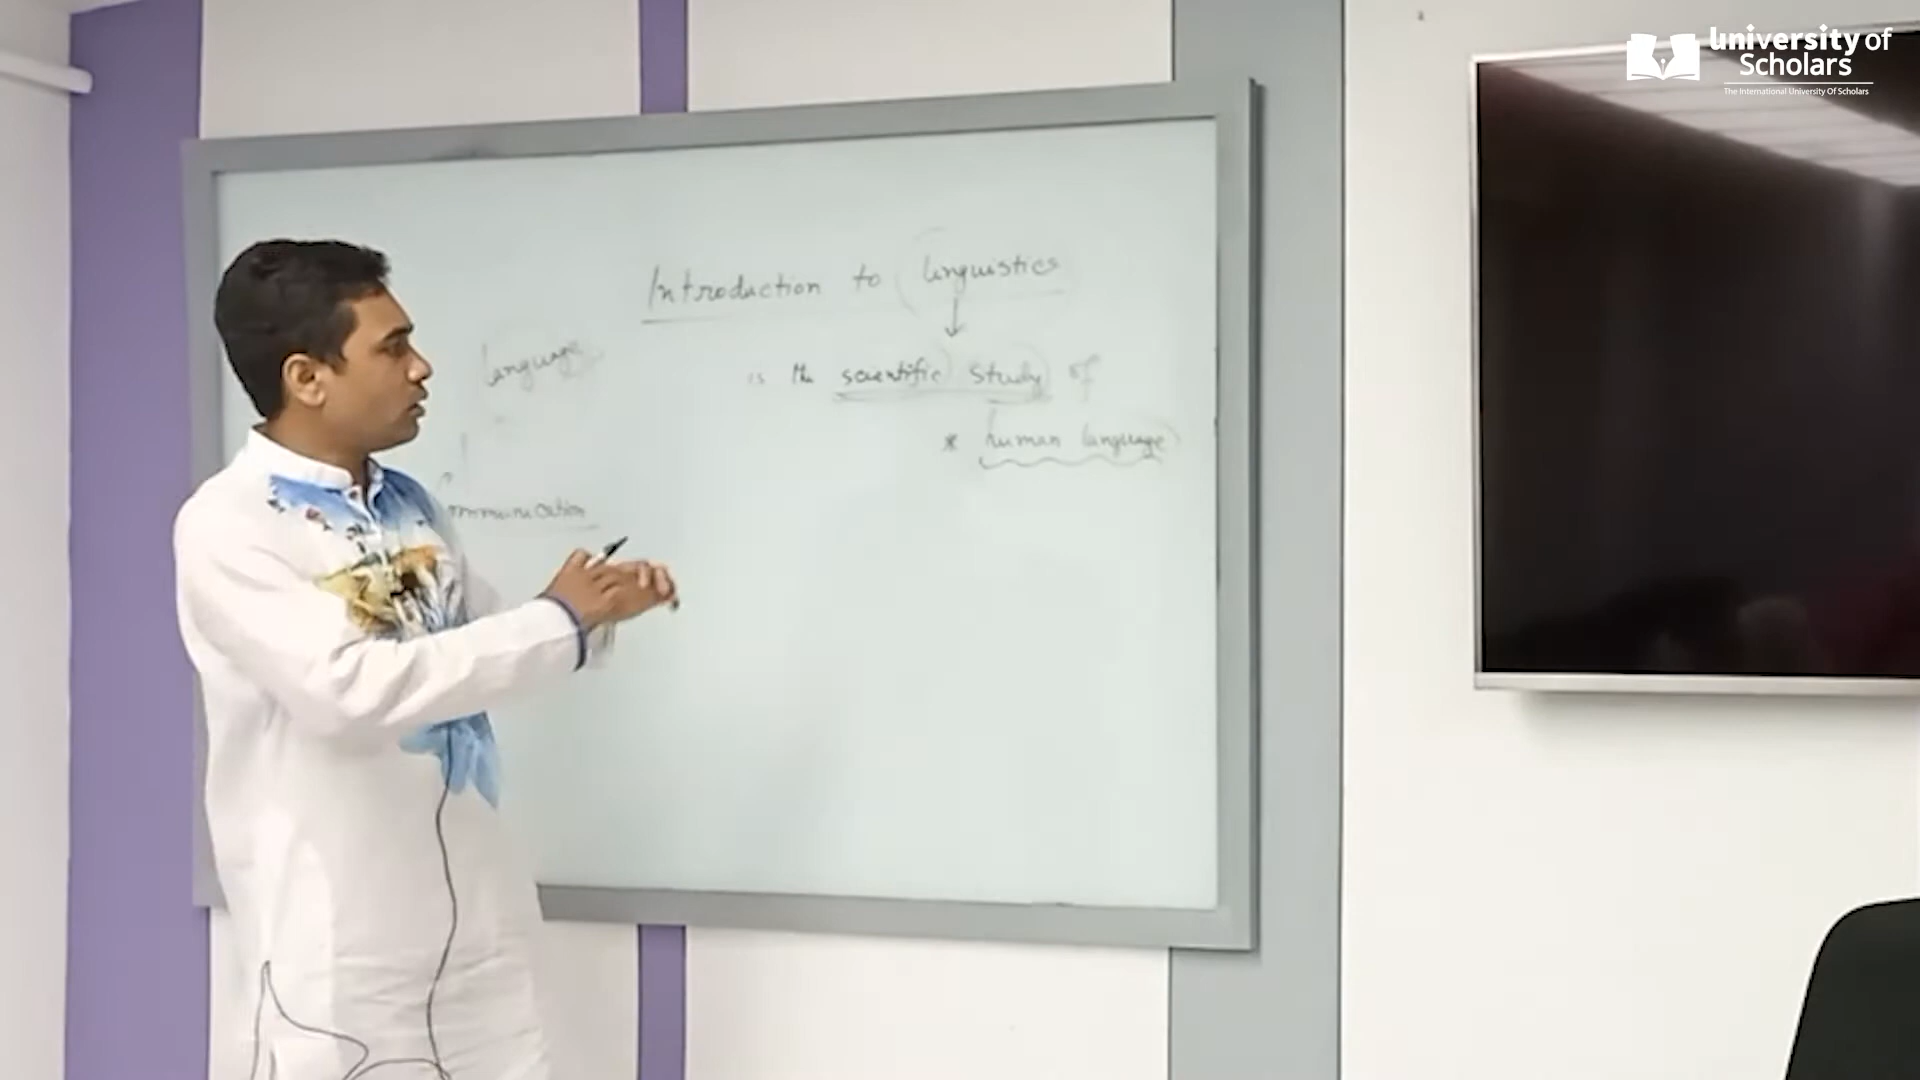 University of
Scholars
The International University Of Scholars
Introduction to linguistics
is the scientific study of
* human language
language
mmunication